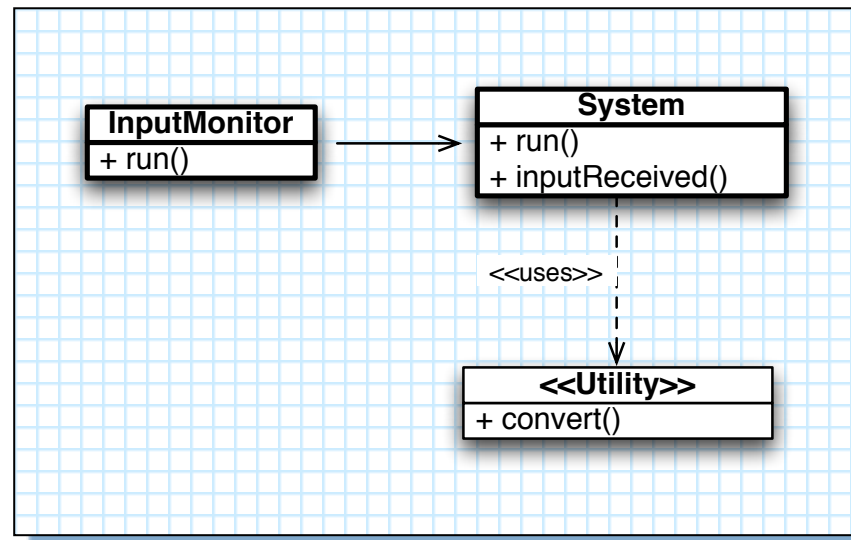 InputMonitor
+ run()
System
+ run()
+ inputReceived()
<<uses>>
<<Utility>>
+ convert()